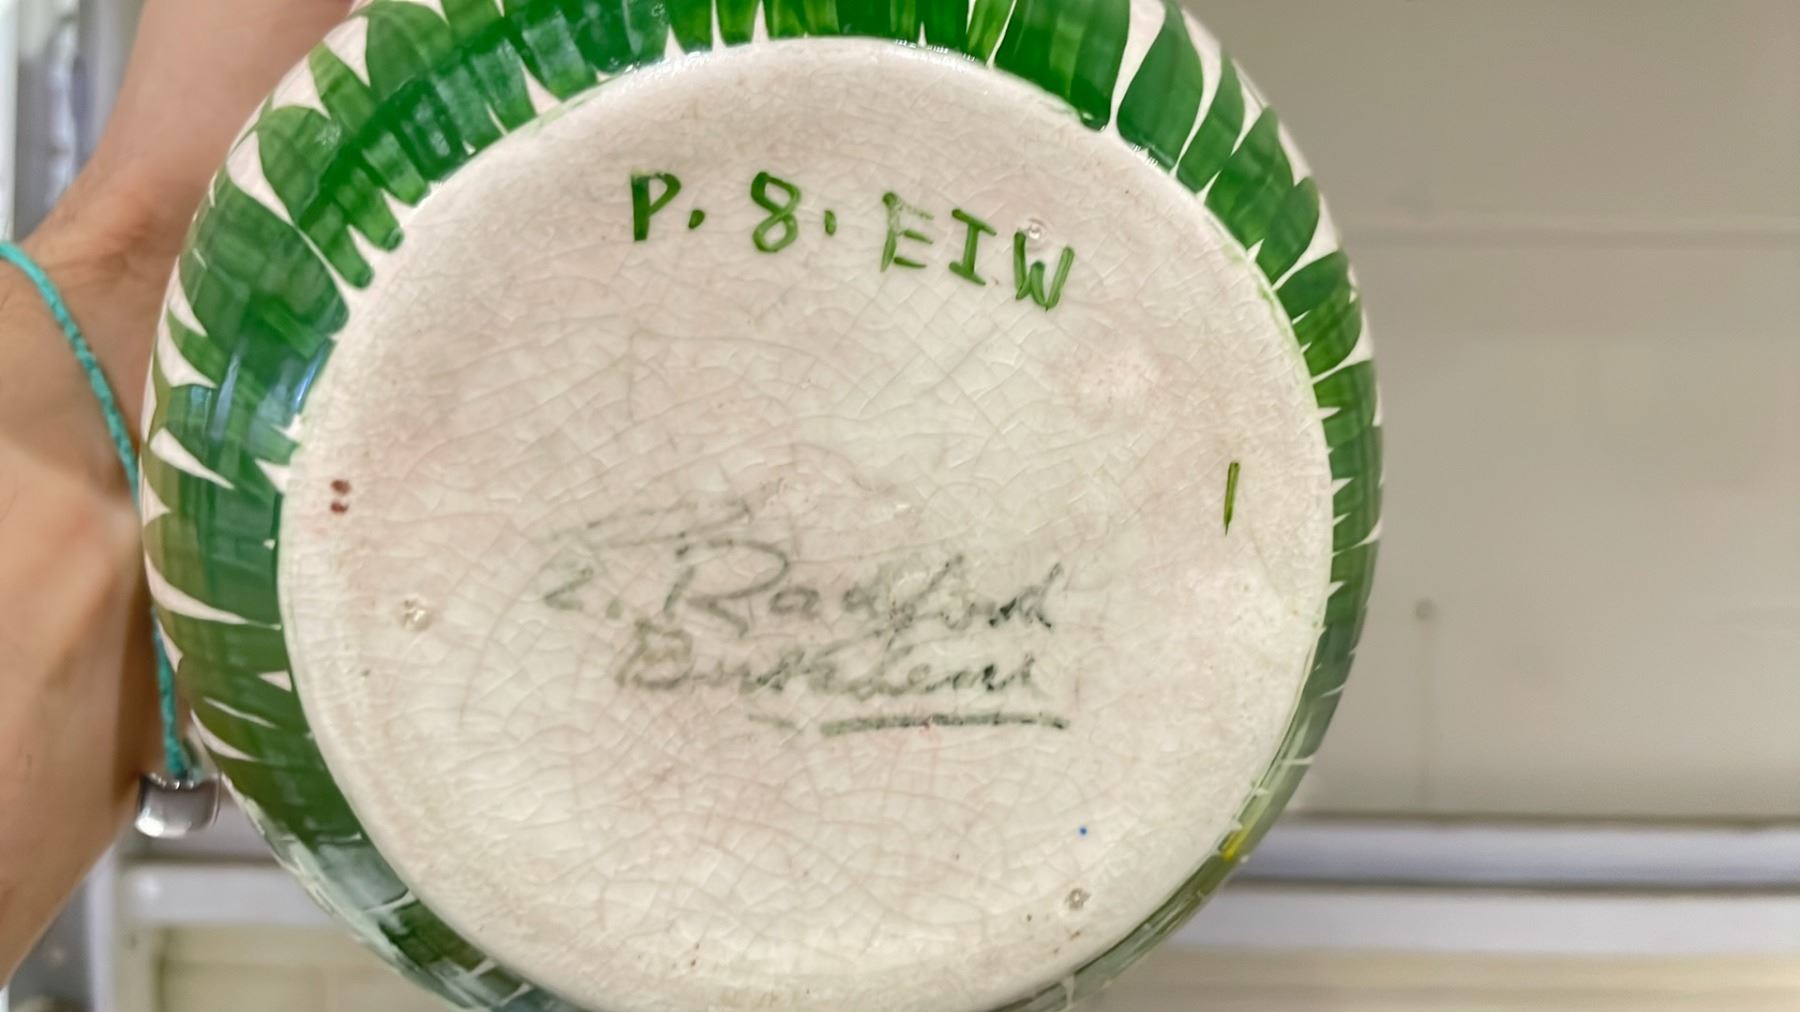 P. 8. EIW
E. Radford
Burslem